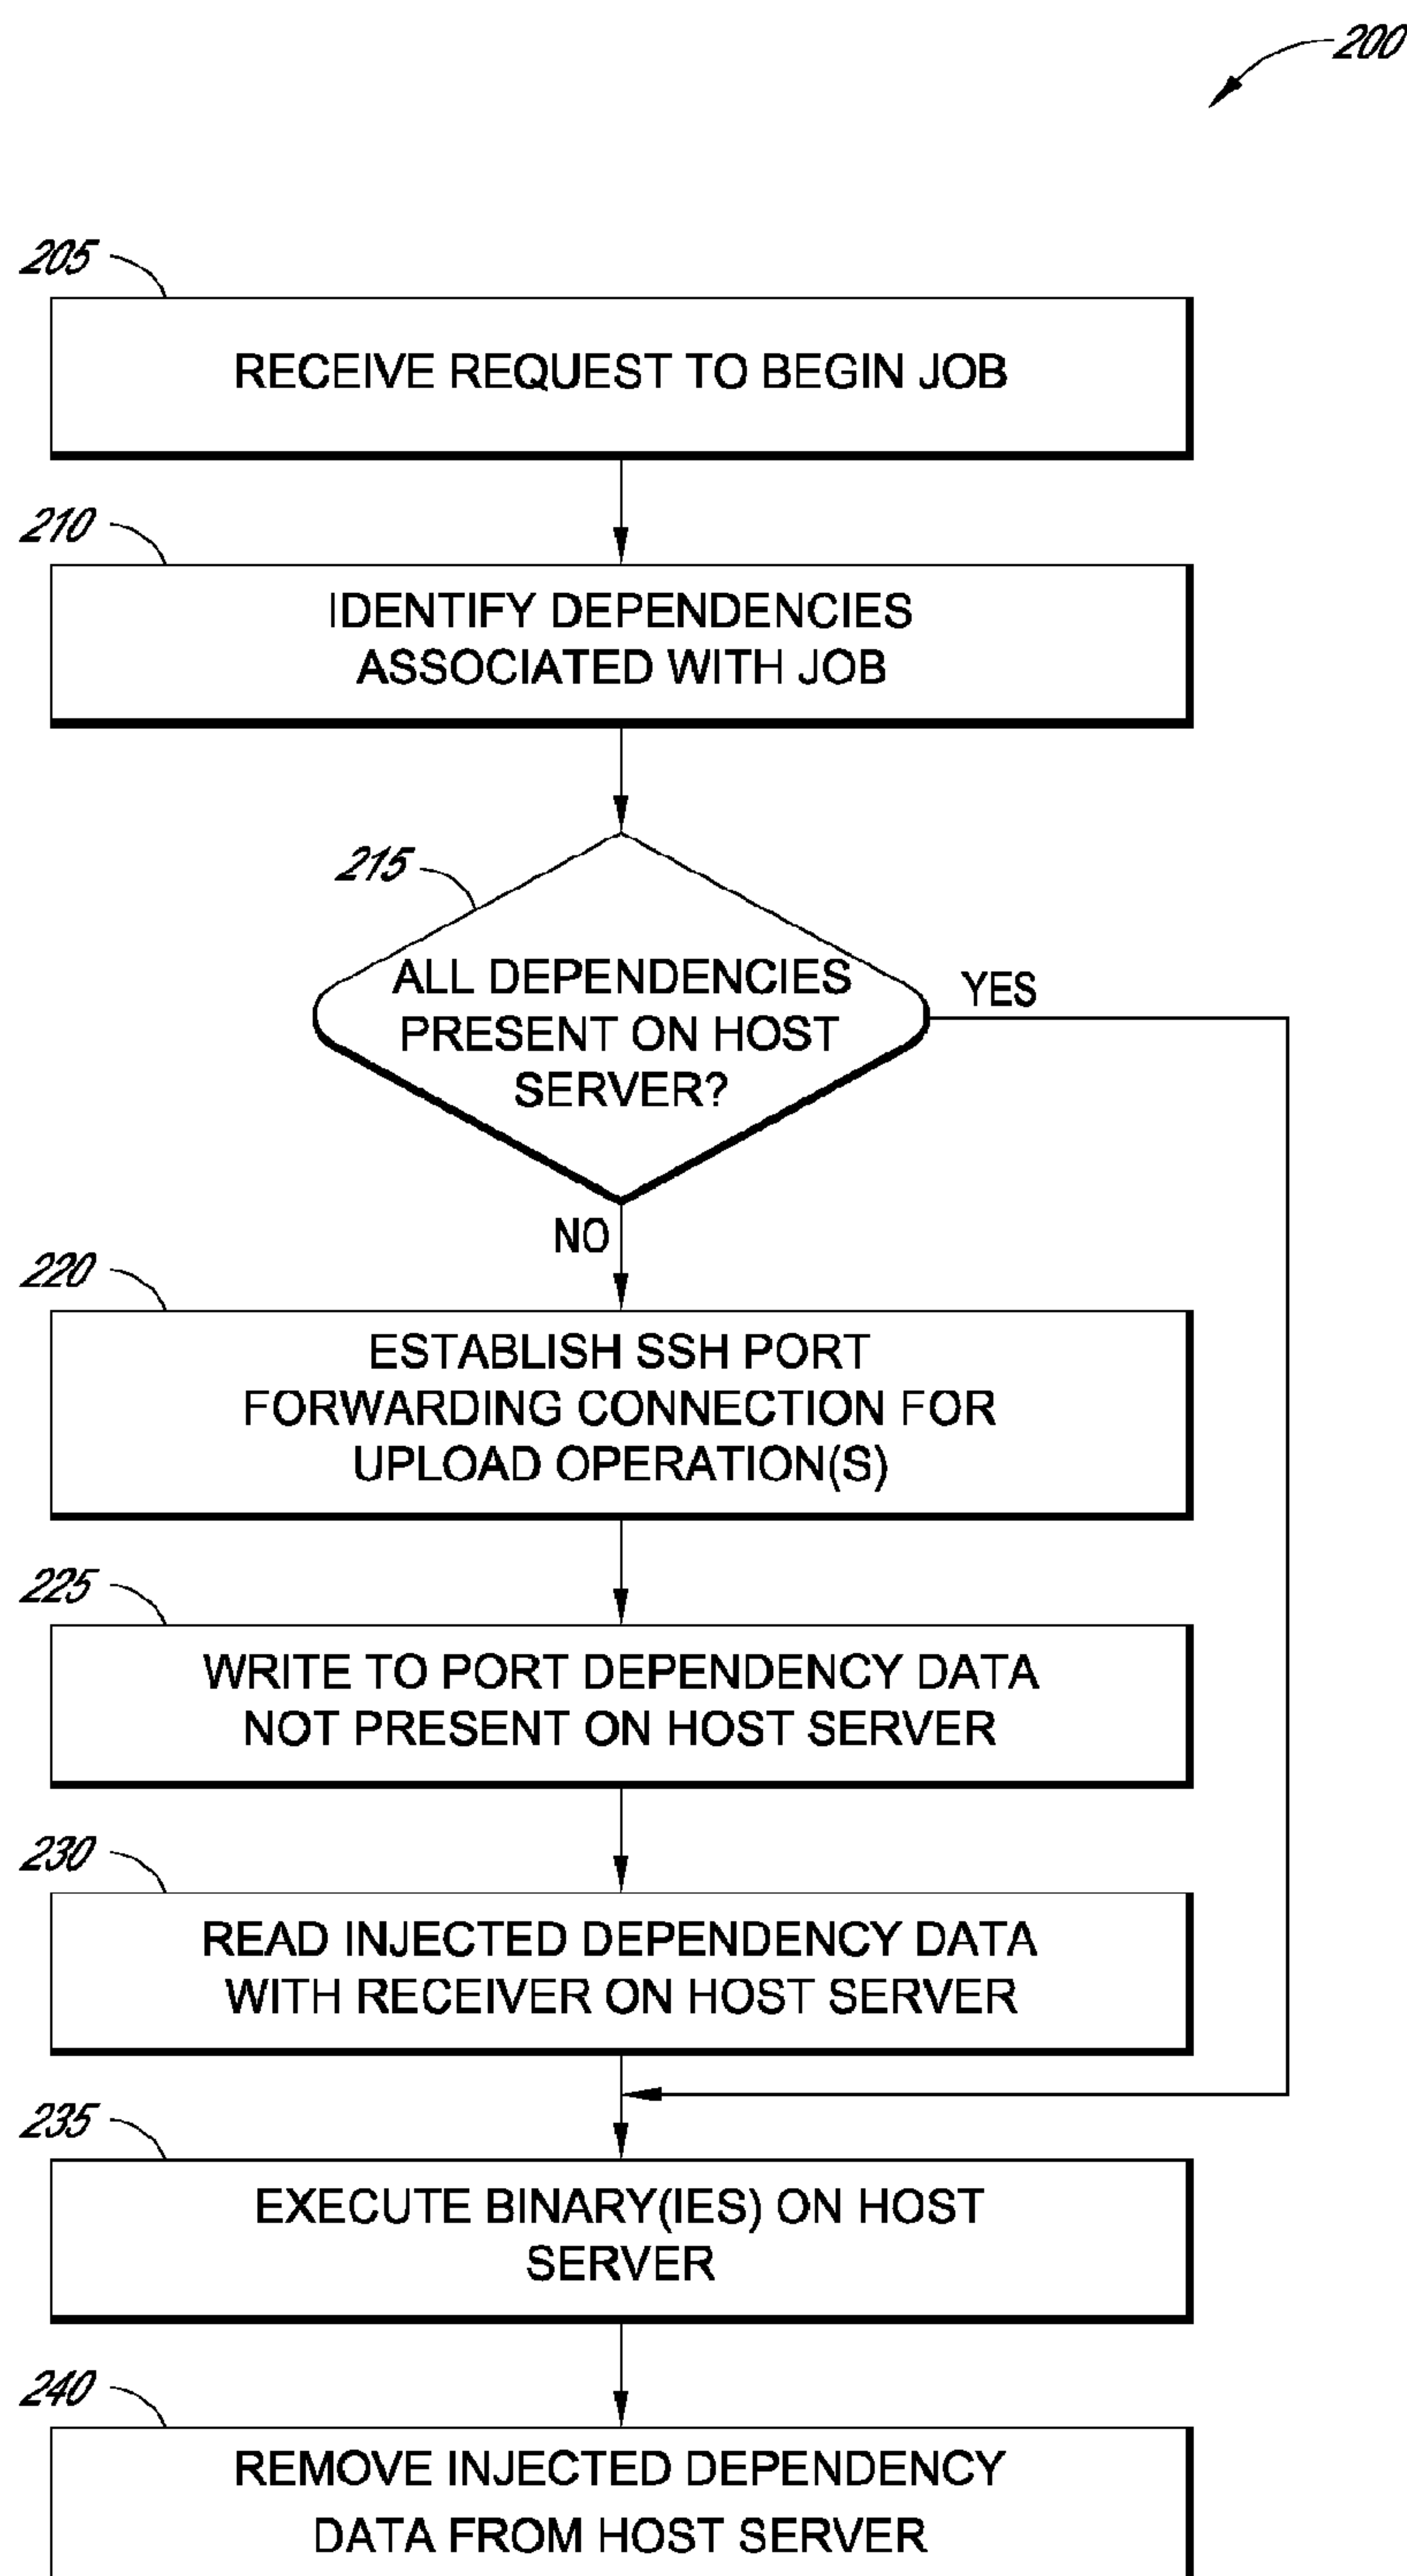 200
205
RECEIVE REQUEST TO BEGIN JOB
210
IDENTIFY DEPENDENCIES
ASSOCIATED WITH JOB
215
ALL DEPENDENCIES
PRESENT ON HOST
SERVER?
YES
NO
220
ESTABLISH SSH PORT
FORWARDING CONNECTION FOR
UPLOAD OPERATION(S)
225
WRITE TO PORT DEPENDENCY DATA
NOT PRESENT ON HOST SERVER
230
READ INJECTED DEPENDENCY DATA
WITH RECEIVER ON HOST SERVER
235
EXECUTE BINARY(IES) ON HOST
SERVER
240
REMOVE INJECTED DEPENDENCY
DATA FROM HOST SERVER